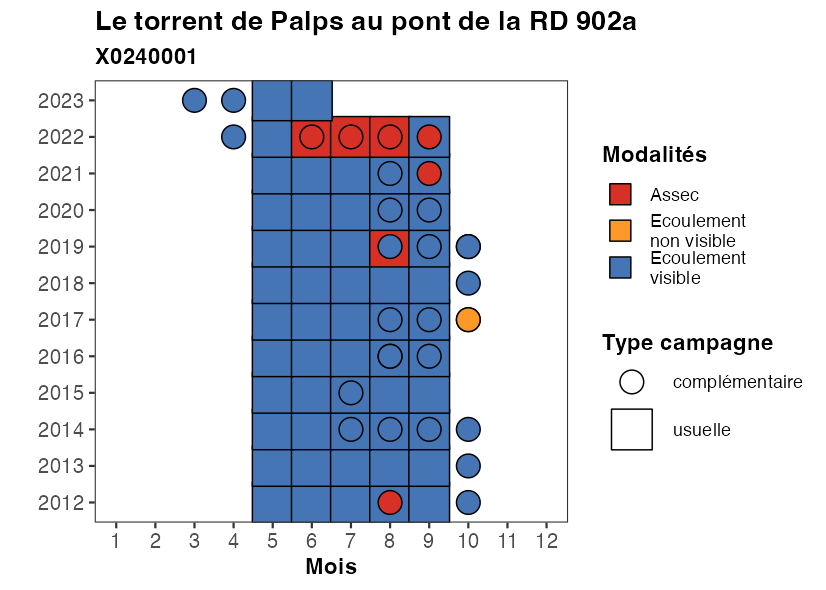 Le torrent de Palps au pont de la RD 902a
X0240001
2023
2022
2021
2020
2019
2018
2017
2016
2015
2014
2013
2012
1 2 3 4 5 6 7 8 9 10 11 12
Mois
Modalités
Assec
Ecoulement
non visible
Ecoulement
visible
Type campagne
complémentaire
usuelle